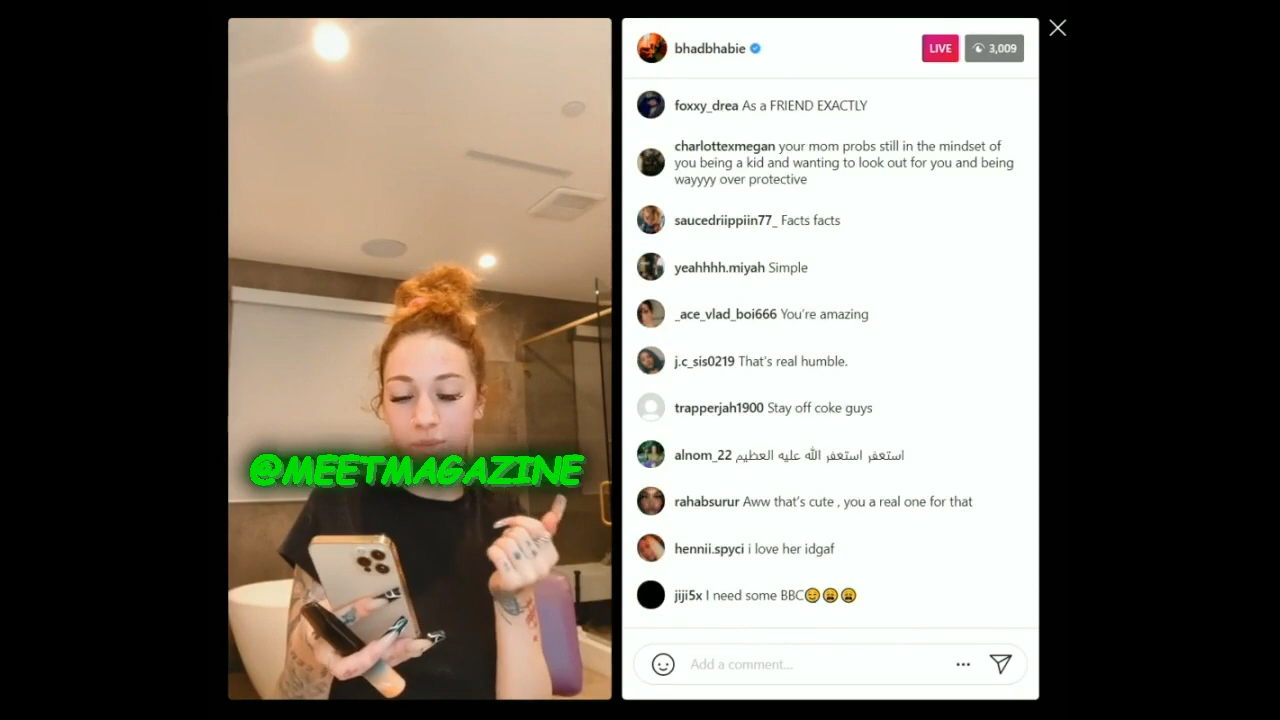 @MEETMAGAZINE
bhadbhabie
LIVE
3,009
foxxy_drea As a FRIEND EXACTLY
charlottexmegan your mom probs still in the mindset of
you being a kid and wanting to look out for you and being
wayyyy over protective
saucedriippiin77_ Facts facts
yeahhhh.miyah Simple
_ace_vlad_boi666 You're amazing
j.c_sis0219 That's real humble.
trapperjah1900 Stay off coke guys
alnom_22 استغفر استغفر الله عليه العظيم
rahabsurur Aww that's cute , you a real one for that
hennii.spyci i love her idgaf
jiji5x I need some BBC😊😩😩
Add a comment...